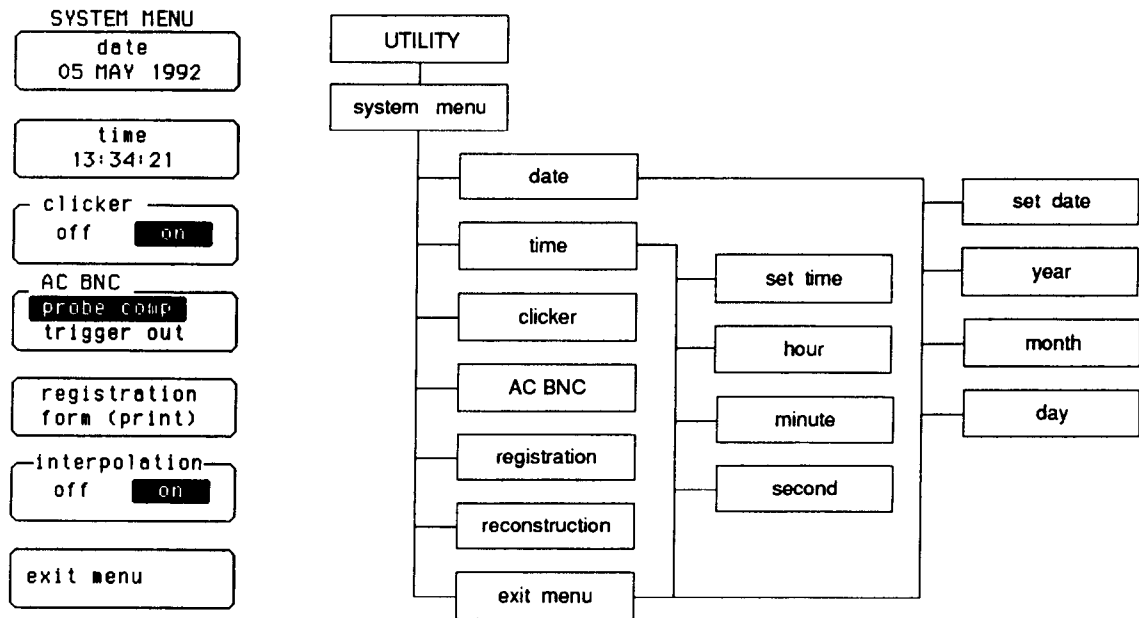 SYSTEM MENU
date
05 MAY 1992
time
13:34:21
clicker
off on
AC BNC
probe comp
trigger out
registration
form (print)
interpolation
off on
exit menu
UTILITY
system menu
date
time
clicker
AC BNC
registration
reconstruction
exit menu
set time
hour
minute
second
set date
year
month
day